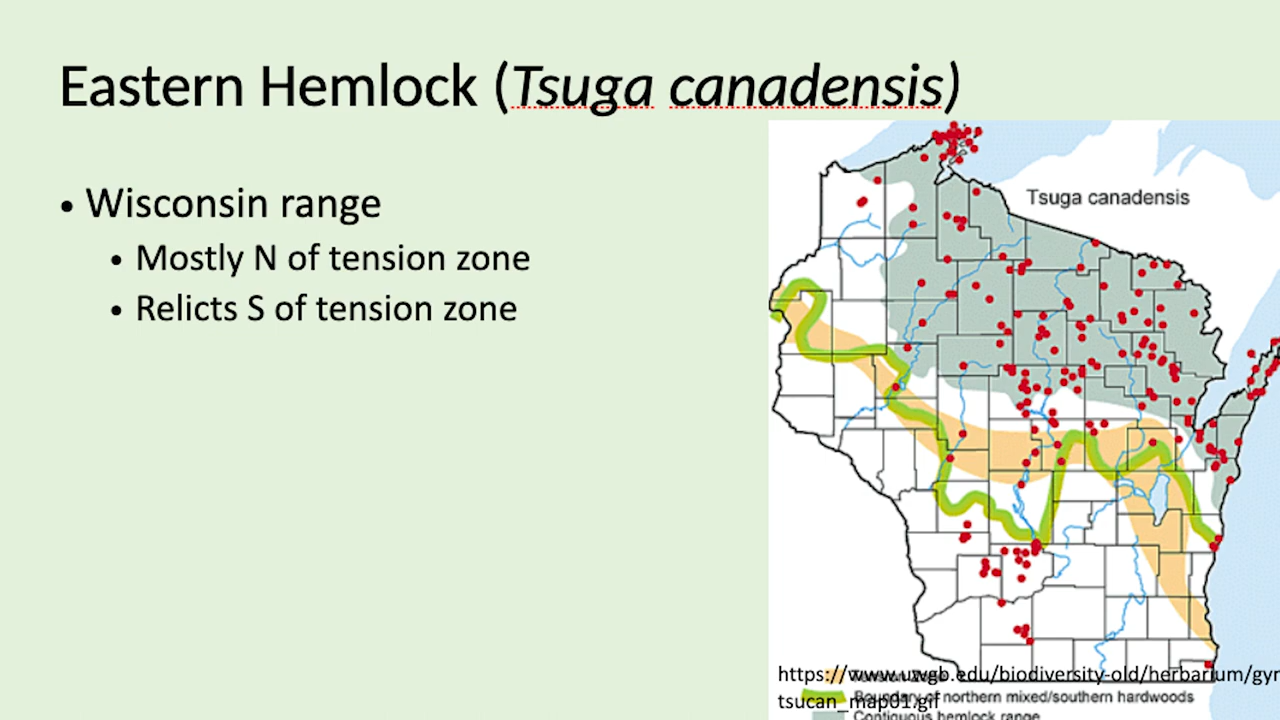 Eastern Hemlock (Tsuga canadensis)
• Wisconsin range
• Mostly N of tension zone
• Relicts S of tension zone
Tsuga canadensis
https://www.uwgb.edu/biodiversity-old/herbarium/gyr
tsucan_map01.gif
Boundary of northern mixed/southern hardwoods
Contiguous hemlock range